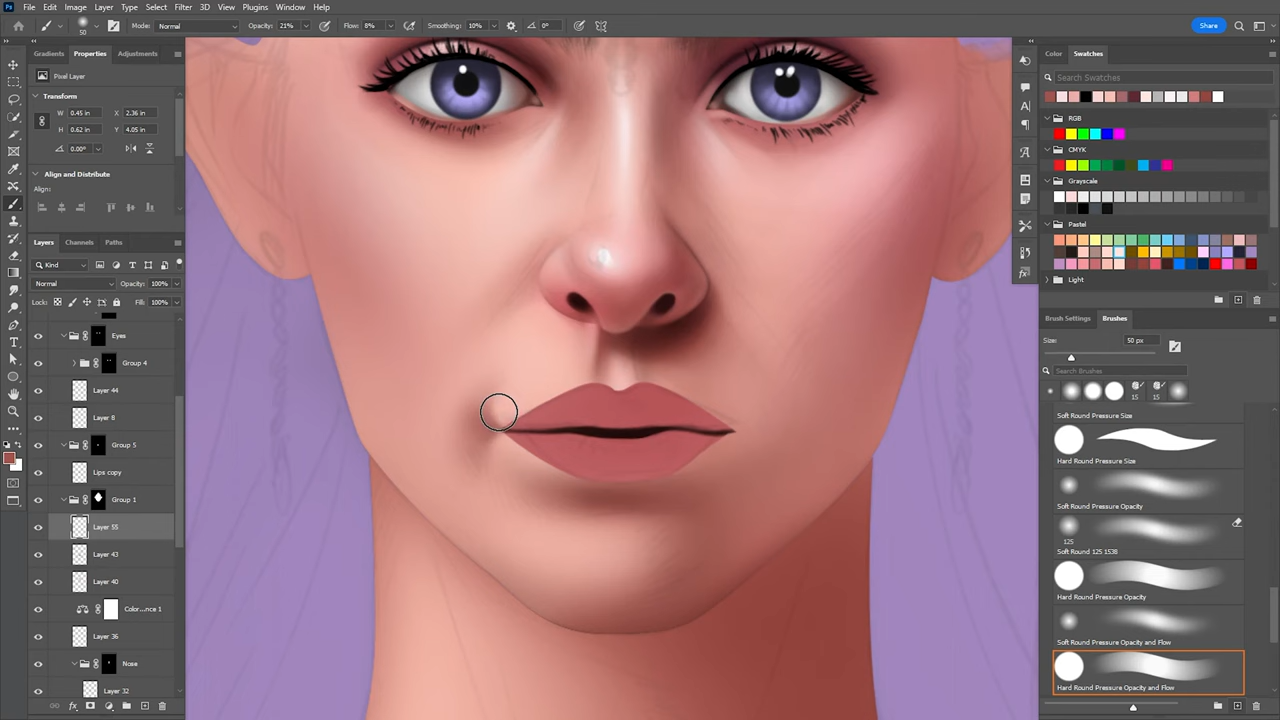 File Edit Image Layer Type Select Filter 3D View Plugins Window Help
50 Mode: Normal Opacity: 21% Flow: 8% Smoothing: 10% 0° Share
Gradients Properties Adjustments
Pixel Layer
Transform
W: 0.45 in X: 2.36 in
H: 0.62 in Y: 4.05 in
0.00°
Align and Distribute
Align:
Layers Channels Paths
Kind
Normal Opacity: 100%
Lock: Fill: 100%
Eyes
Group 4
Layer 44
Layer 8
Group 5
Lips copy
Group 1
Layer 55
Layer 43
Layer 40
Color...nce 1
Layer 36
Nose
Layer 32
Color Swatches
Search Swatches
RGB
CMYK
Grayscale
Pastel
Light
Brush Settings Brushes
Size: 50 px
Search Brushes
15 15
Soft Round Pressure Size
Hard Round Pressure Size
Soft Round Pressure Opacity
125
Soft Round 125 1538
Hard Round Pressure Opacity
Soft Round Pressure Opacity and Flow
Hard Round Pressure Opacity and Flow